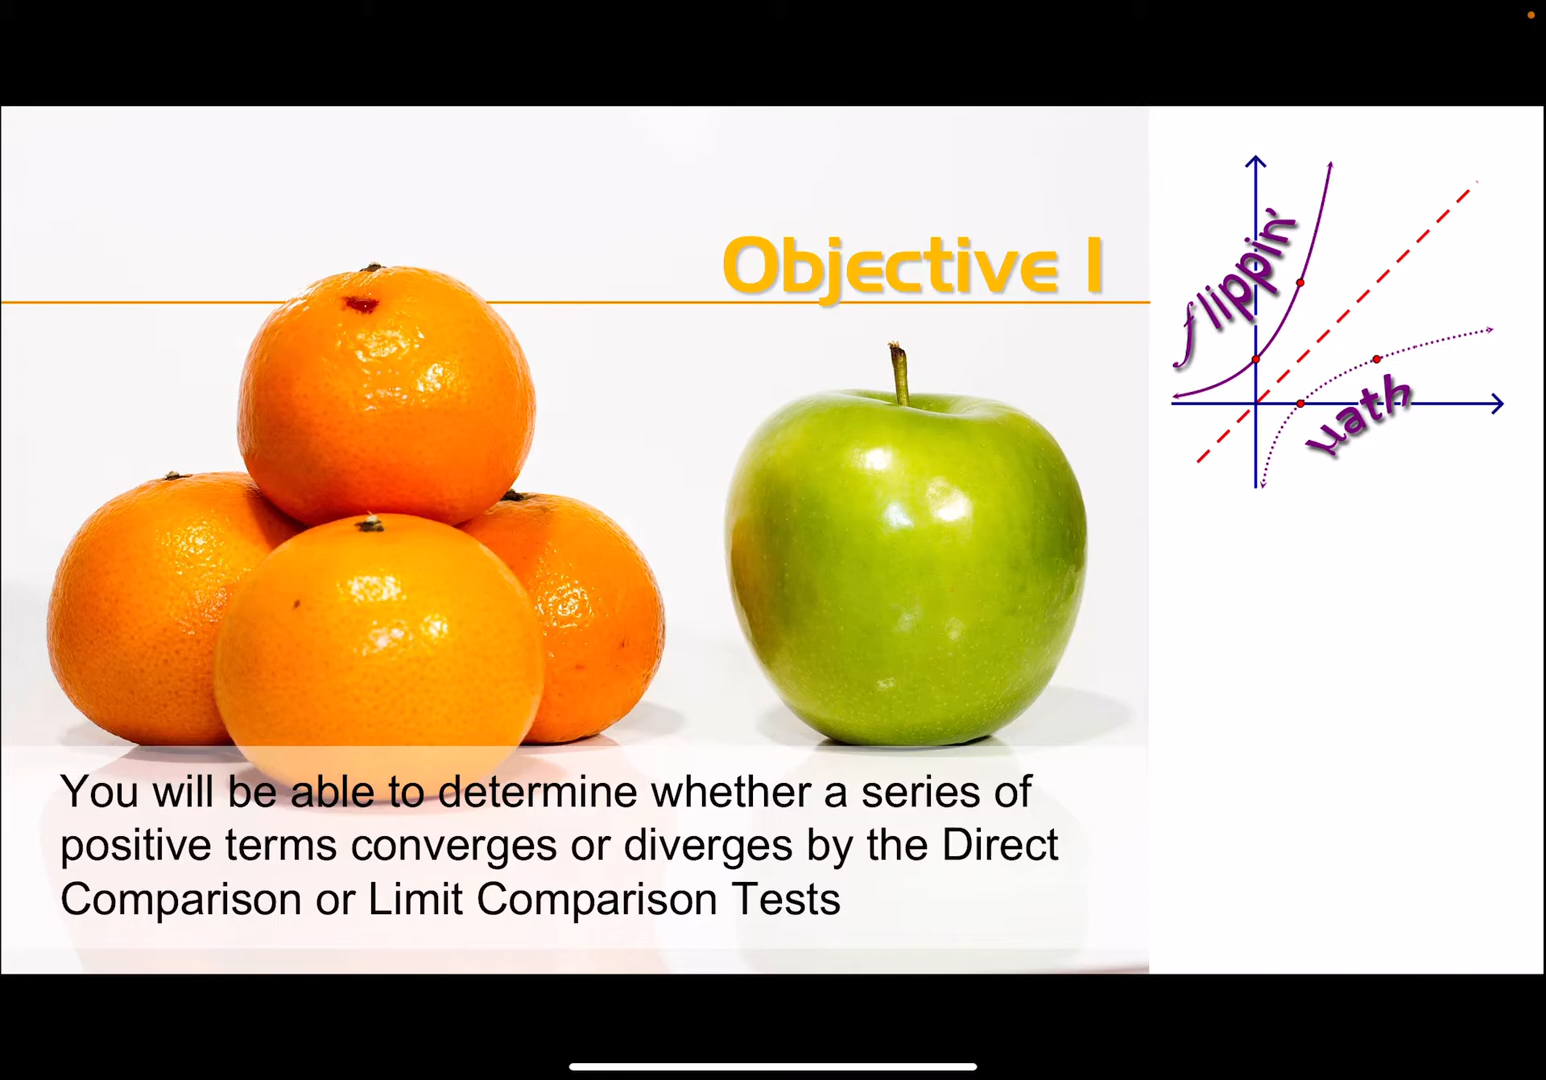 Objective 1
flippin'
math
You will be able to determine whether a series of
positive terms converges or diverges by the Direct
Comparison or Limit Comparison Tests